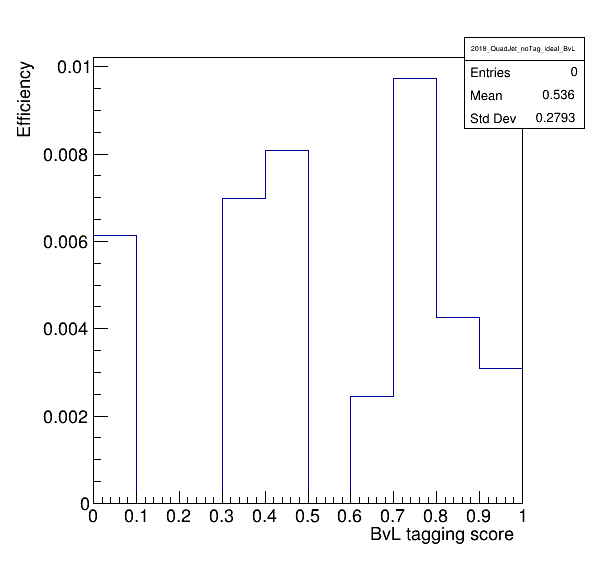 2018_QuadJet_noTag_ideal_BvL
Entries 0
Mean 0.536
Std Dev 0.2793
Efficiency
0.01
0.008
0.006
0.004
0.002
0
0 0.1 0.2 0.3 0.4 0.5 0.6 0.7 0.8 0.9 1
BvL tagging score